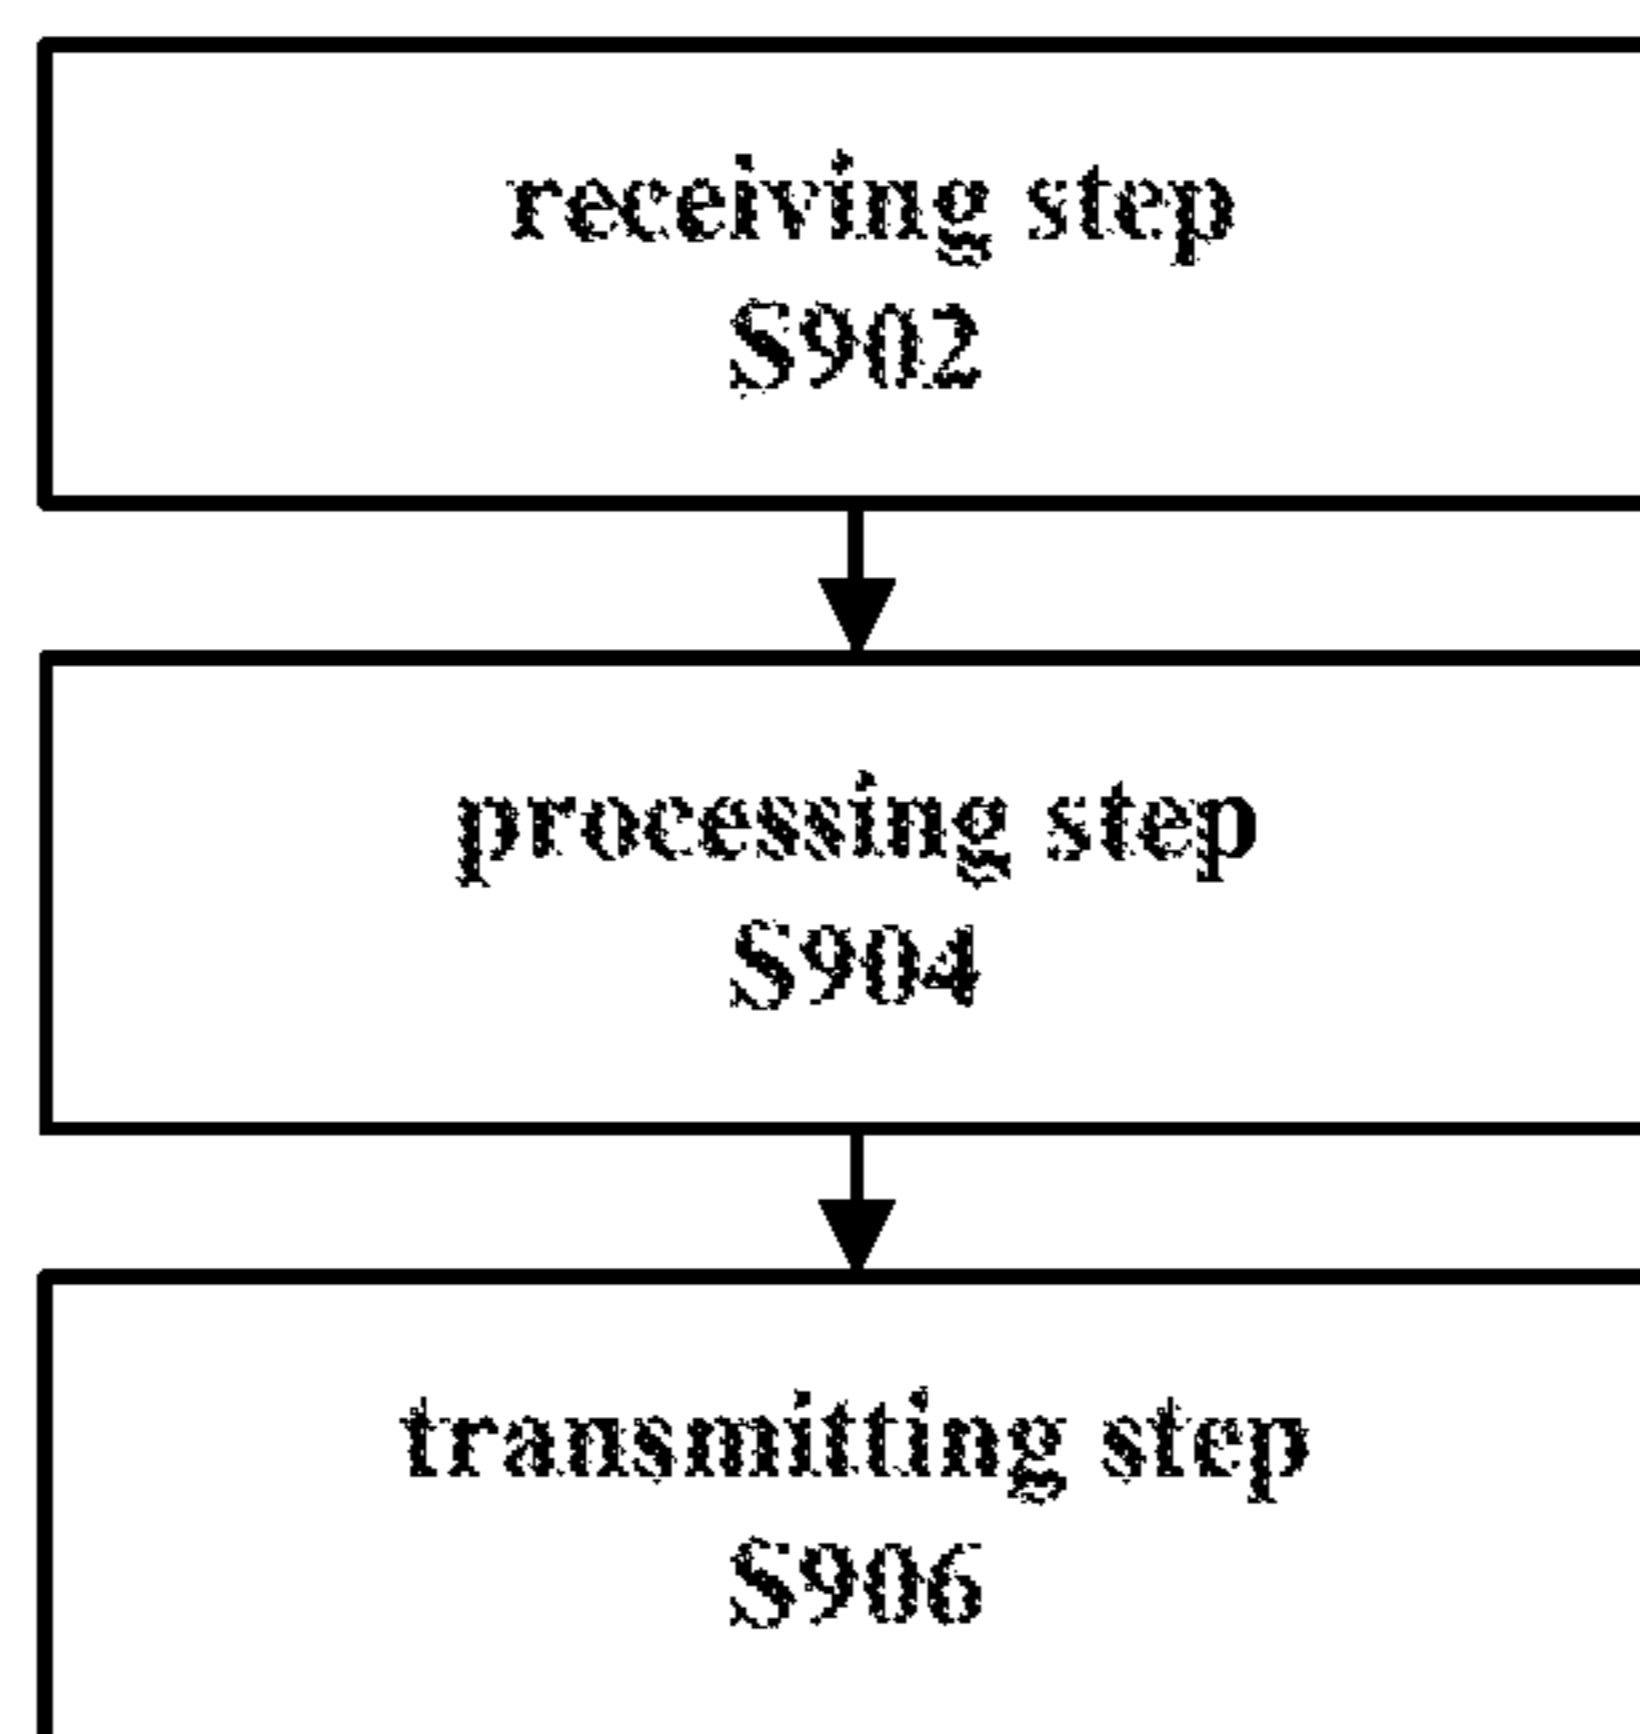 receiving step
S902
processing step
S904
transmitting step
S906